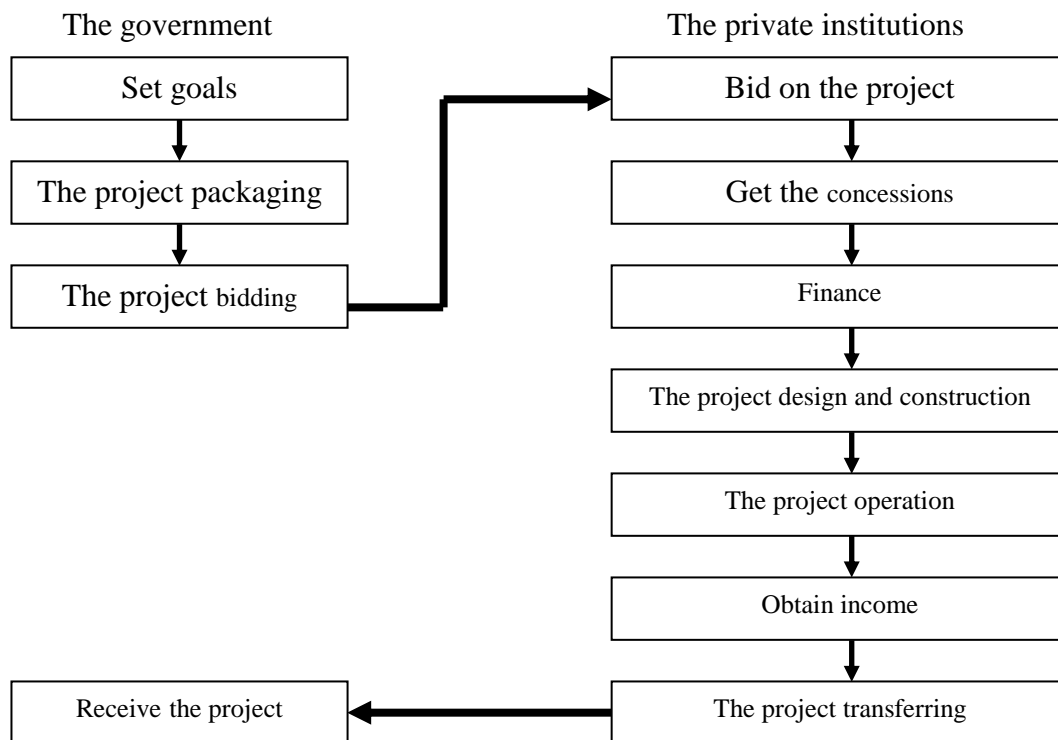 The government
Set goals
The project packaging
The project bidding
The private institutions
Bid on the project
Get the concessions
Finance
The project design and construction
The project operation
Obtain income
The project transferring
Receive the project